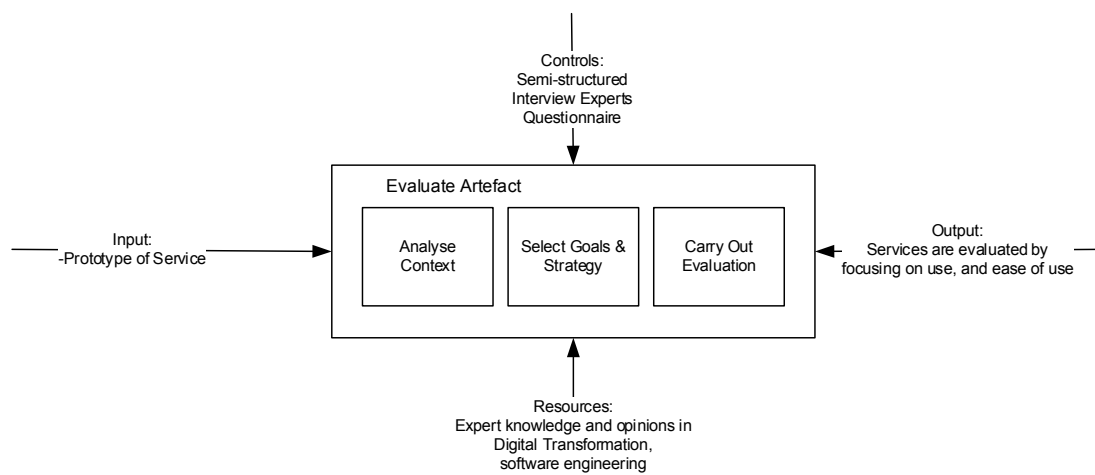 Controls:
Semi-structured
Interview Experts
Questionnaire
Evaluate Artefact
Analyse
Context
Select Goals &
Strategy
Carry Out
Evaluation
Input:
-Prototype of Service
Output:
Services are evaluated by
focusing on use, and ease of use
Resources:
Expert knowledge and opinions in
Digital Transformation,
software engineering